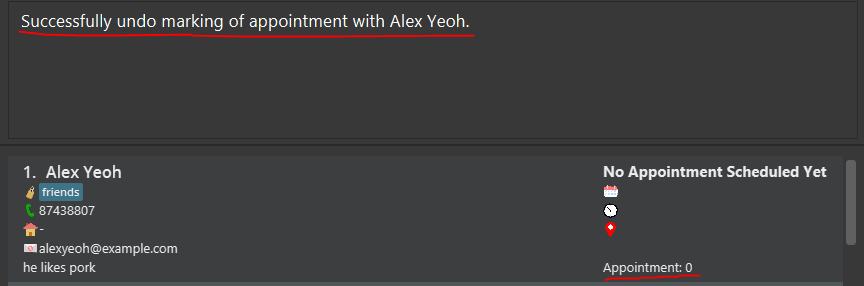 Successfully undo marking of appointment with Alex Yeoh.
1. Alex Yeoh
friends
87438807
-
alexyeoh@example.com
he likes pork
No Appointment Scheduled Yet
Appointment: 0